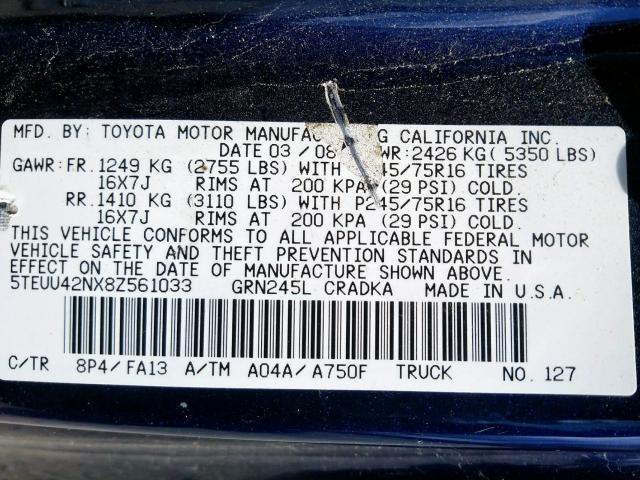 MFD. BY: TOYOTA MOTOR CALIFORNIA INC.
DATE 03/08 2426 KG( 5350 LBS)
GAWR: FR. 1249 KG (2755 LBS) WITH TIRES
16X7J RIMS AT 200 KPA (29 PSI) COLD.
RR. 1410 KG (3110 LBS) WITH P245/75R16 TIRES
16X7J RIMS AT 200 KPA (29 PSI) COLD.
THIS VEHICLE CONFORMS TO ALL APPLICABLE FEDERAL MOTOR
VEHICLE SAFETY AND THEFT PREVENTION STANDARDS IN
EFFECT ON THE DATE OF MANUFACTURE SHOWN ABOVE.
5TEUU42NX8Z561033 GRN245L CRADKA MADE IN U.S.A.
C/TR 8P4/FA13 A/TM A04A/A750F TRUCK NO. 127